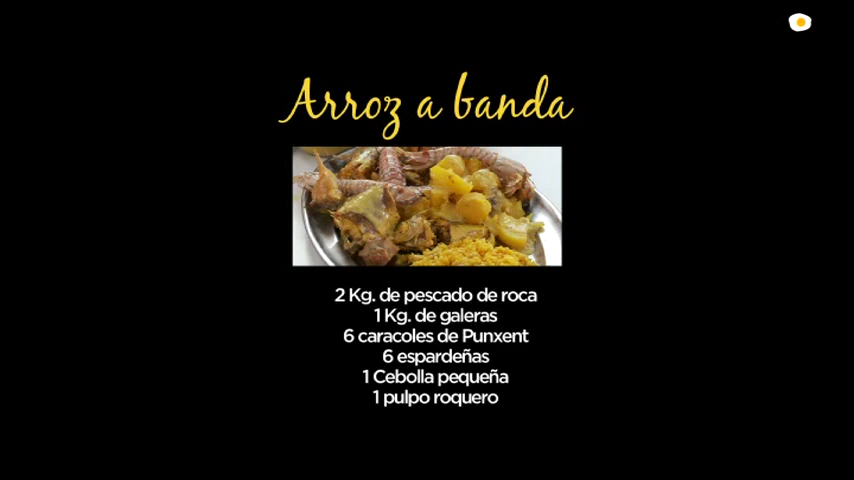 Arroz a banda
2 Kg. de pescado de roca
1 Kg. de galeras
6 caracoles de Punxent
6 espardeñas
1 Cebolla pequeña
1 pulpo roquero